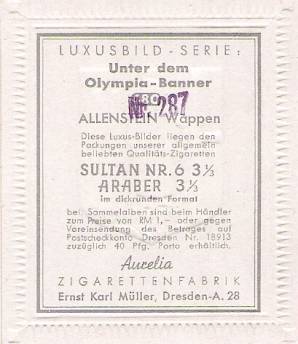 LUXUSBILD - SERIE:
Unter dem
Olympia-Banner
Nr. 287
ALLENSTEIN Wappen
Diese Luxus-Bilder liegen den
Packungen unserer allgemein
beliebten Qualitäts-Zigaretten
SULTAN NR. 6 3⅓
ARABER 3⅓
im dickrunden Format
bei. Sammelalben sind beim Händler
zum Preise von RM 1,- oder gegen
Voreinsendung des Betrages auf
Postscheckkonto Dresden Nr. 18913
zuzüglich 40 Pfg. Porto erhältlich.
Aurelia
ZIGARETTENFABRIK
Ernst Karl Müller, Dresden-A. 28